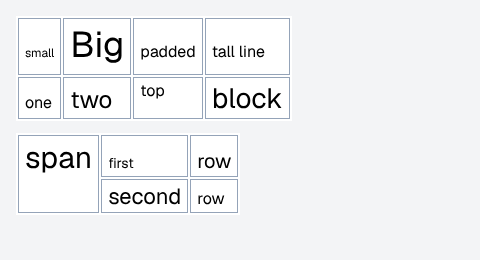 small Big padded tall line
one two top block
span first row
second row